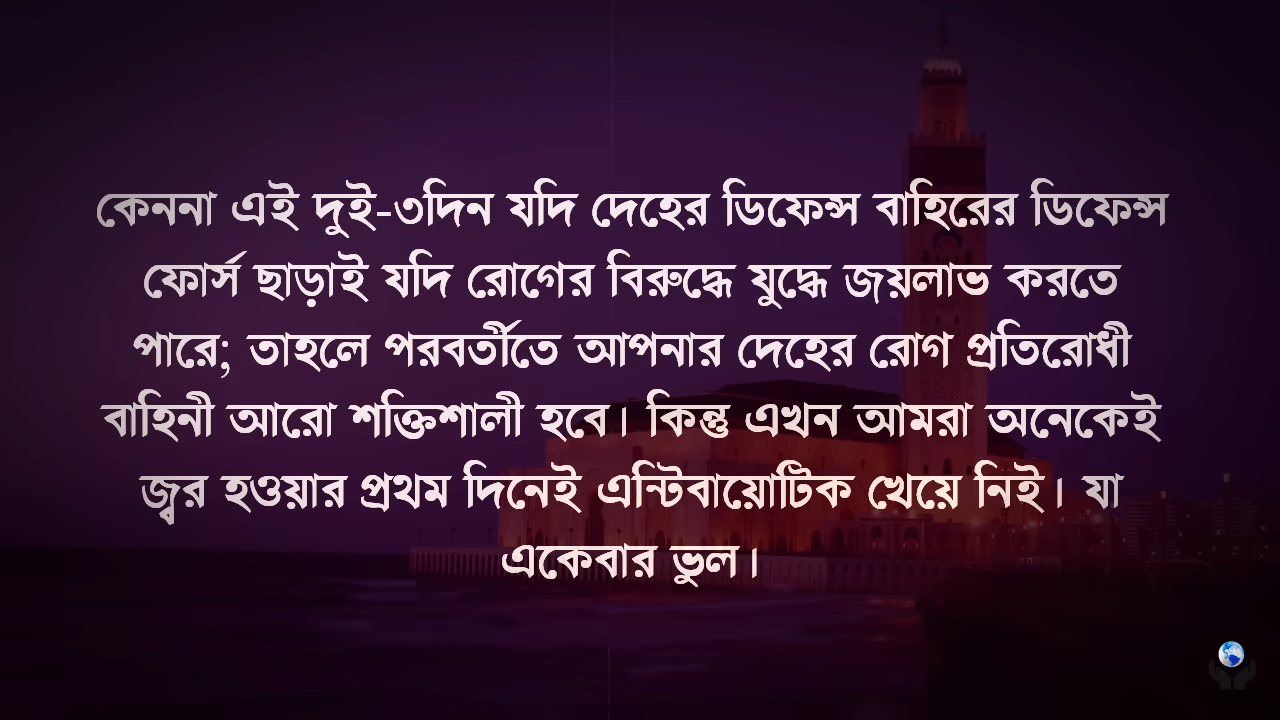 কেননা এই দুই-৩দিন যদি দেহের ডিফেন্স বাহিরের ডিফেন্স
ফোর্স ছাড়াই যদি রোগের বিরুদ্ধে যুদ্ধে জয়লাভ করতে
পারে; তাহলে পরবর্তীতে আপনার দেহের রোগ প্রতিরোধী
বাহিনী আরো শক্তিশালী হবে। কিন্তু এখন আমরা অনেকেই
জ্বর হওয়ার প্রথম দিনেই এন্টিবায়োটিক খেয়ে নিই। যা
একেবার ভুল।